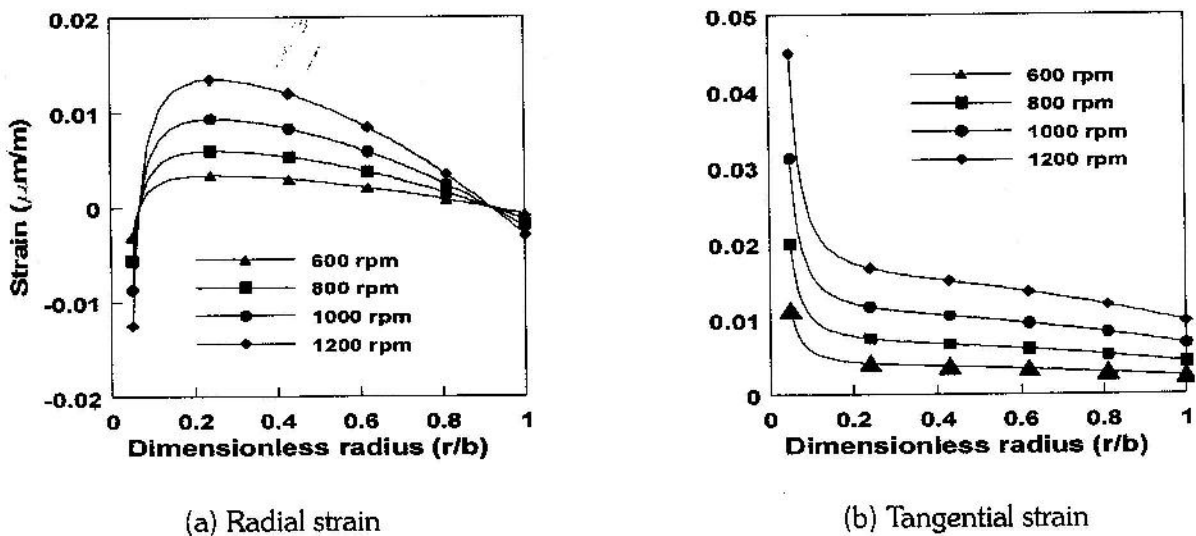 0.02
0.01
0
-0.01
-0.02
Strain (μm/m)
600 rpm
800 rpm
1000 rpm
1200 rpm
0 0.2 0.4 0.6 0.8 1
Dimensionless radius (r/b)
(a) Radial strain
0.05
0.04
0.03
0.02
0.01
0
600 rpm
800 rpm
1000 rpm
1200 rpm
0 0.2 0.4 0.6 0.8 1
Dimensionless radius (r/b)
(b) Tangential strain